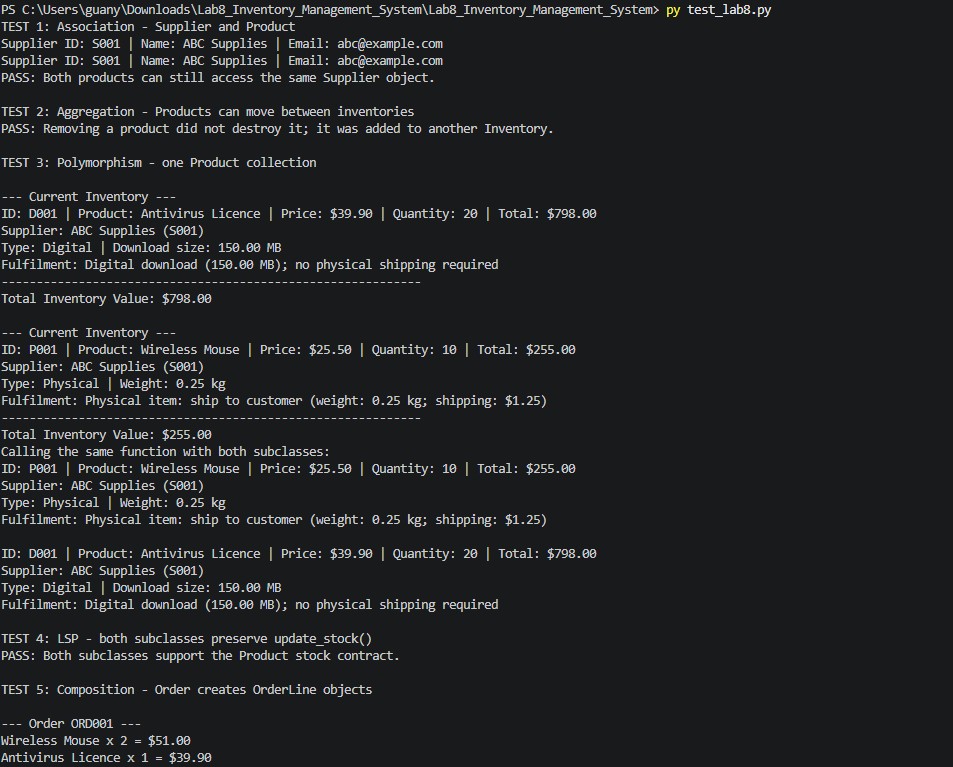 PS C:\Users\guany\Downloads\Lab8_Inventory_Management_System\Lab8_Inventory_Management_System> py test_lab8.py
TEST 1: Association - Supplier and Product
Supplier ID: S001 | Name: ABC Supplies | Email: abc@example.com
Supplier ID: S001 | Name: ABC Supplies | Email: abc@example.com
PASS: Both products can still access the same Supplier object.

TEST 2: Aggregation - Products can move between inventories
PASS: Removing a product did not destroy it; it was added to another Inventory.

TEST 3: Polymorphism - one Product collection

--- Current Inventory ---
ID: D001 | Product: Antivirus Licence | Price: $39.90 | Quantity: 20 | Total: $798.00
Supplier: ABC Supplies (S001)
Type: Digital | Download size: 150.00 MB
Fulfilment: Digital download (150.00 MB); no physical shipping required
------------------------------------------------------------
Total Inventory Value: $798.00

--- Current Inventory ---
ID: P001 | Product: Wireless Mouse | Price: $25.50 | Quantity: 10 | Total: $255.00
Supplier: ABC Supplies (S001)
Type: Physical | Weight: 0.25 kg
Fulfilment: Physical item: ship to customer (weight: 0.25 kg; shipping: $1.25)
------------------------------------------------------------
Total Inventory Value: $255.00
Calling the same function with both subclasses:
ID: P001 | Product: Wireless Mouse | Price: $25.50 | Quantity: 10 | Total: $255.00
Supplier: ABC Supplies (S001)
Type: Physical | Weight: 0.25 kg
Fulfilment: Physical item: ship to customer (weight: 0.25 kg; shipping: $1.25)

ID: D001 | Product: Antivirus Licence | Price: $39.90 | Quantity: 20 | Total: $798.00
Supplier: ABC Supplies (S001)
Type: Digital | Download size: 150.00 MB
Fulfilment: Digital download (150.00 MB); no physical shipping required

TEST 4: LSP - both subclasses preserve update_stock()
PASS: Both subclasses support the Product stock contract.

TEST 5: Composition - Order creates OrderLine objects

--- Order ORD001 ---
Wireless Mouse x 2 = $51.00
Antivirus Licence x 1 = $39.90